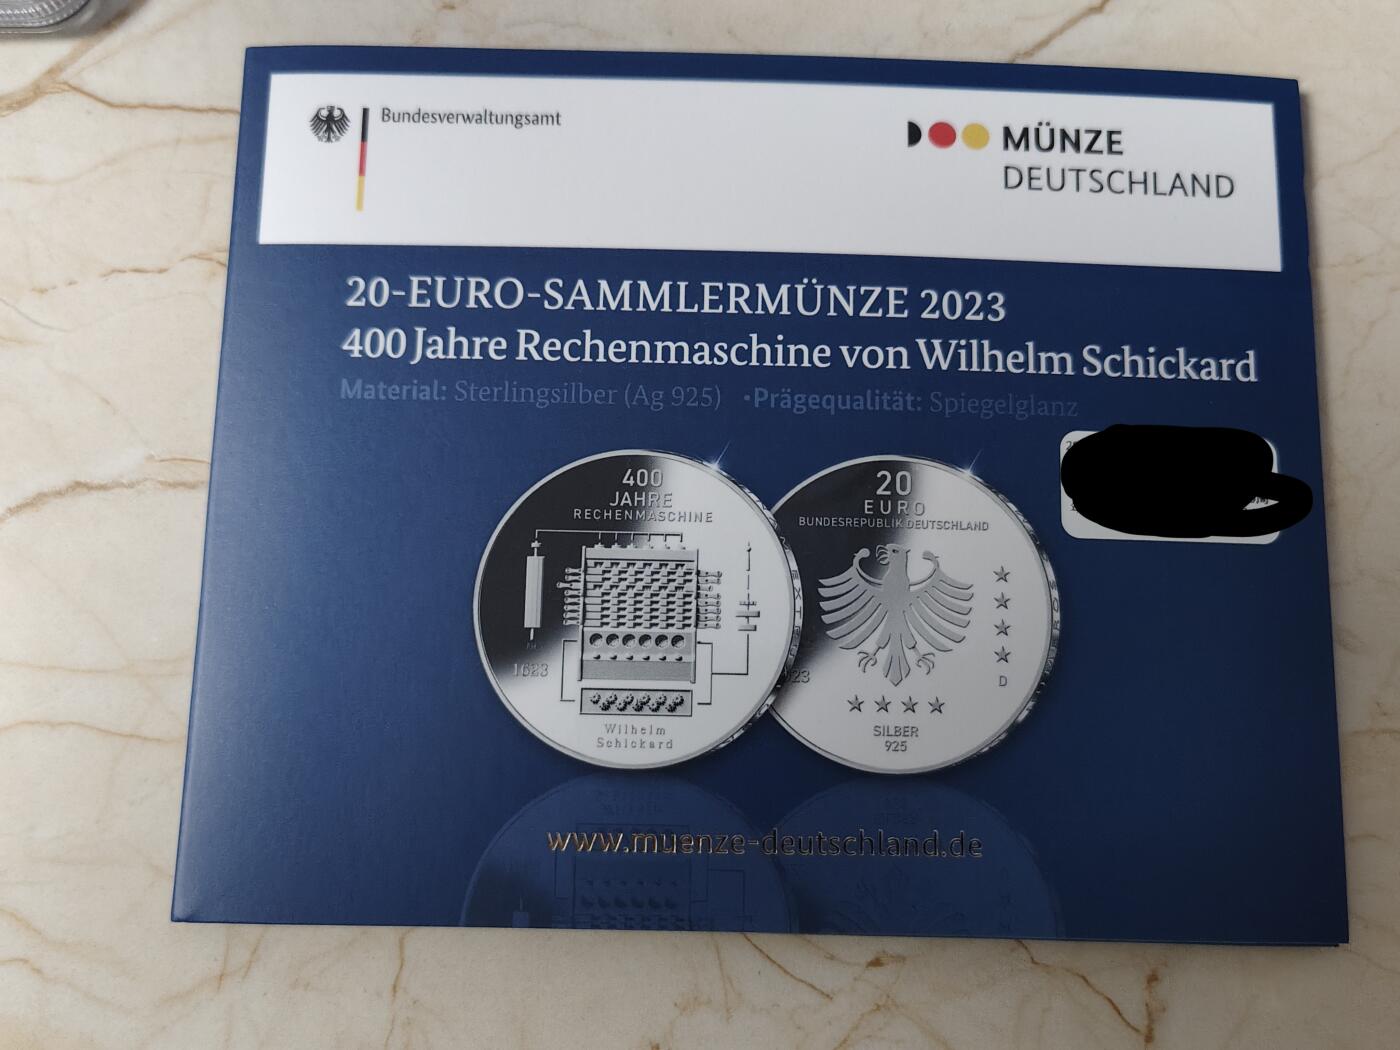 Bundesverwaltungsamt
MÜNZE
DEUTSCHLAND
20-EURO-SAMMLERMÜNZE 2023
400 Jahre Rechenmaschine von Wilhelm Schickard
Material: Sterlingsilber (Ag 925) •Prägequalität: Spiegelglanz
400
JAHRE
RECHENMASCHINE
1623
Wilhelm
Schickard
20
EURO
BUNDESREPUBLIK DEUTSCHLAND
D
SILBER
925
www.muenze-deutschland.de